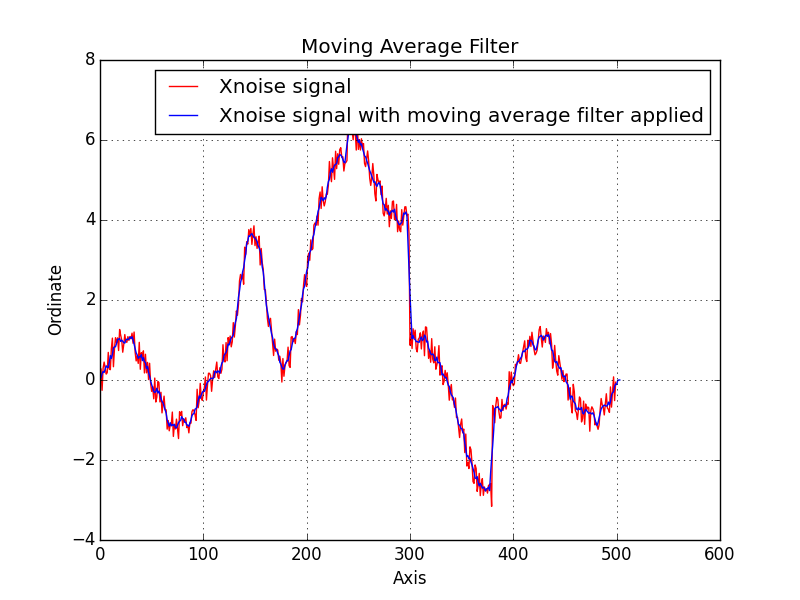 Moving Average Filter
Xnoise signal
Xnoise signal with moving average filter applied
8
6
4
2
0
−2
−4
Ordinate
0 100 200 300 400 500 600
Axis